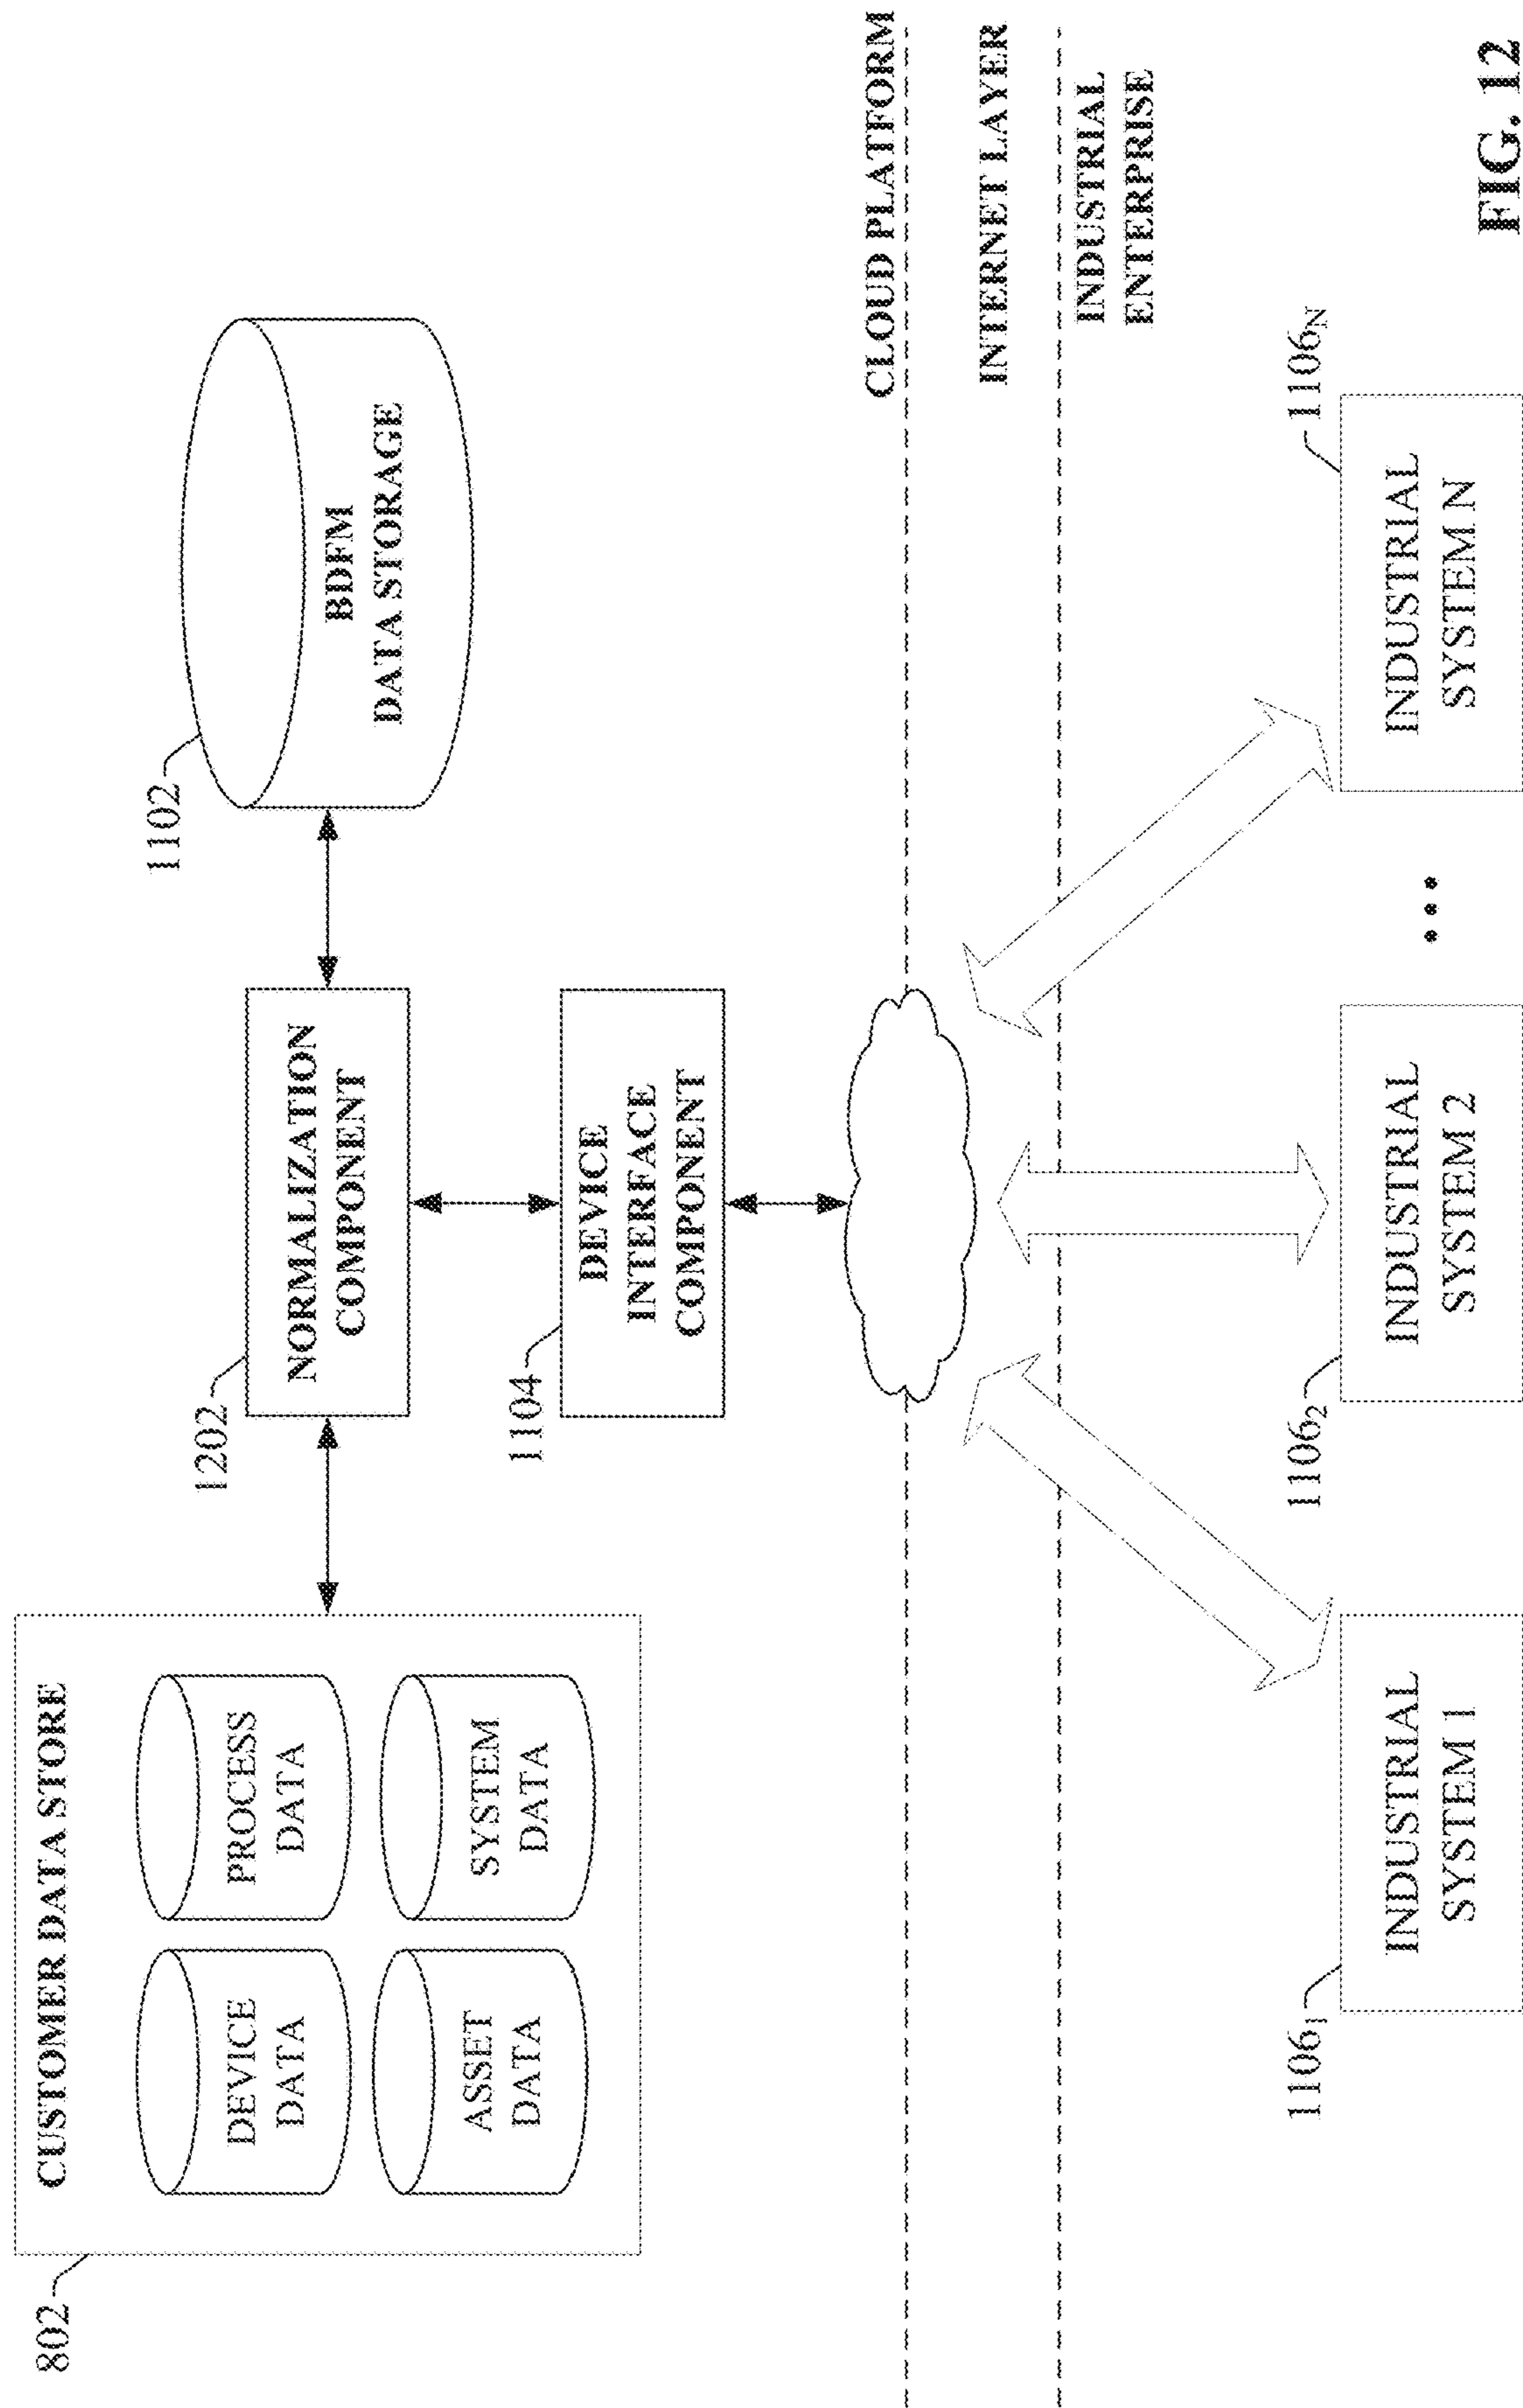 802
CUSTOMER DATA STORE
DEVICE
DATA
PROCESS
DATA
ASSET
DATA
SYSTEM
DATA
1202
NORMALIZATION
COMPONENT
1102
BDFM
DATA STORAGE
1104
DEVICE
INTERFACE
COMPONENT
CLOUD PLATFORM
INTERNET LAYER
INDUSTRIAL
ENTERPRISE
1106₁
INDUSTRIAL
SYSTEM 1
1106₂
INDUSTRIAL
SYSTEM 2
...
1106N
INDUSTRIAL
SYSTEM N
FIG. 12